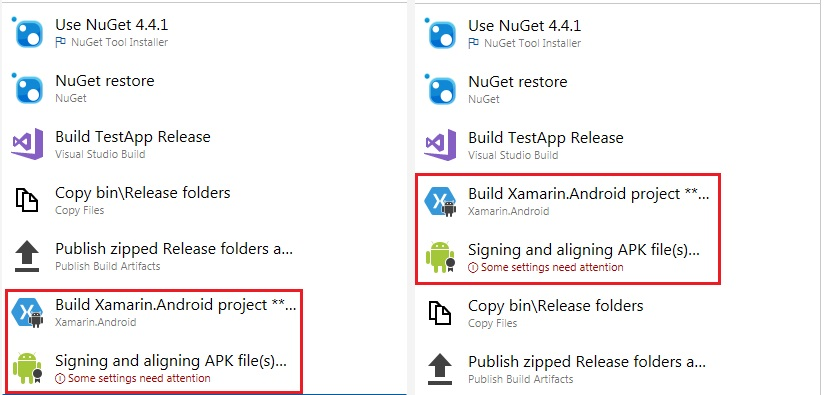 Use NuGet 4.4.1
NuGet Tool Installer
NuGet restore
NuGet
Build TestApp Release
Visual Studio Build
Copy bin\Release folders
Copy Files
Publish zipped Release folders a...
Publish Build Artifacts
Build Xamarin.Android project **...
Xamarin.Android
Signing and aligning APK file(s)...
Some settings need attention
Use NuGet 4.4.1
NuGet Tool Installer
NuGet restore
NuGet
Build TestApp Release
Visual Studio Build
Build Xamarin.Android project **...
Xamarin.Android
Signing and aligning APK file(s)...
Some settings need attention
Copy bin\Release folders
Copy Files
Publish zipped Release folders a...
Publish Build Artifacts